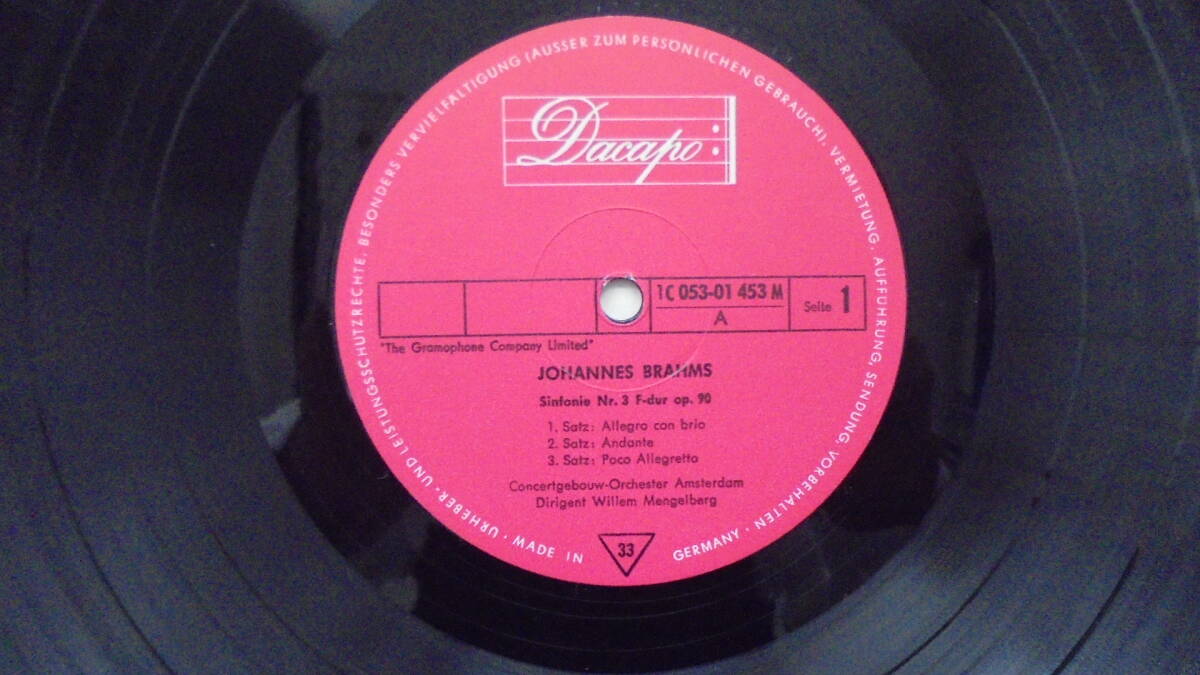 URHEBER- UND LEISTUNGSSCHUTZRECHTE, BESONDERS VERVIELFÄLTIGUNG (AUSSER ZUM PERSÖNLICHEN GEBRAUCH), VERMIETUNG, AUFFÜHRUNG, SENDUNG, VORBEHALTEN ·
Dacapo
1C 053-01 453 M
A
Seite 1
"The Gramophone Company Limited"
JOHANNES BRAHMS
Sinfonie Nr. 3 F-dur op. 90
1. Satz: Allegro con brio
2. Satz: Andante
3. Satz: Poco Allegretto
Concertgebouw-Orchester Amsterdam
Dirigent Willem Mengelberg
· MADE IN GERMANY ·
33